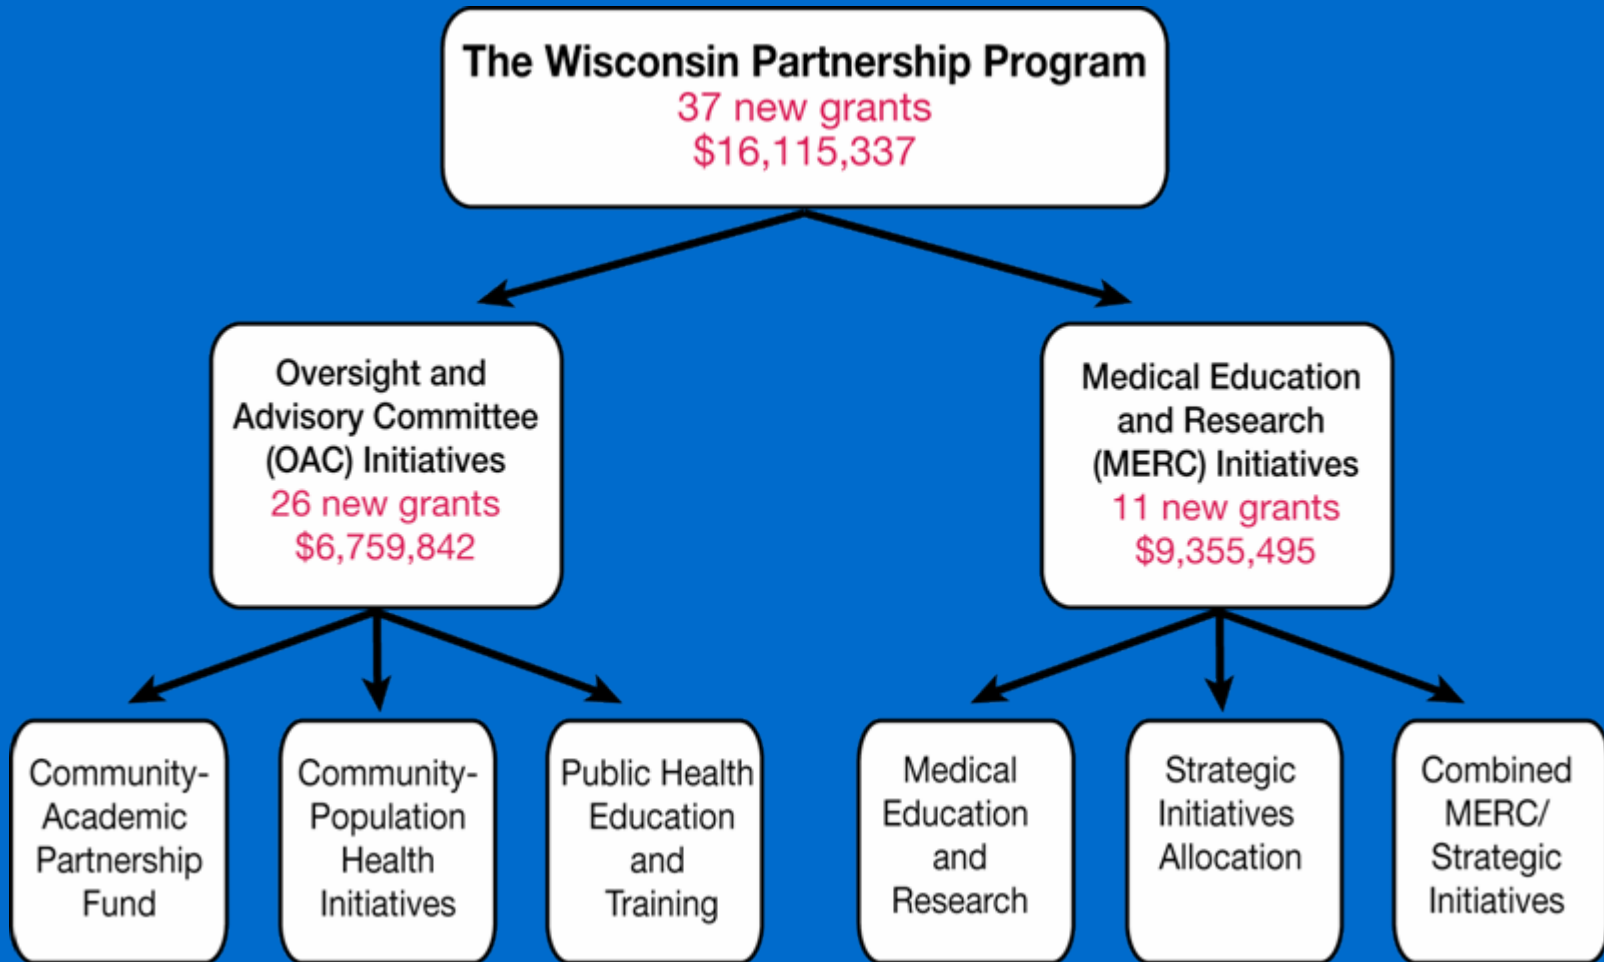 The Wisconsin Partnership Program
37 new grants
$16,115,337
Oversight and
Advisory Committee
(OAC) Initiatives
26 new grants
$6,759,842
Medical Education
and Research
(MERC) Initiatives
11 new grants
$9,355,495
Community-
Academic
Partnership
Fund
Community-
Population
Health
Initiatives
Public Health
Education
and
Training
Medical
Education
and
Research
Strategic
Initiatives
Allocation
Combined
MERC/
Strategic
Initiatives